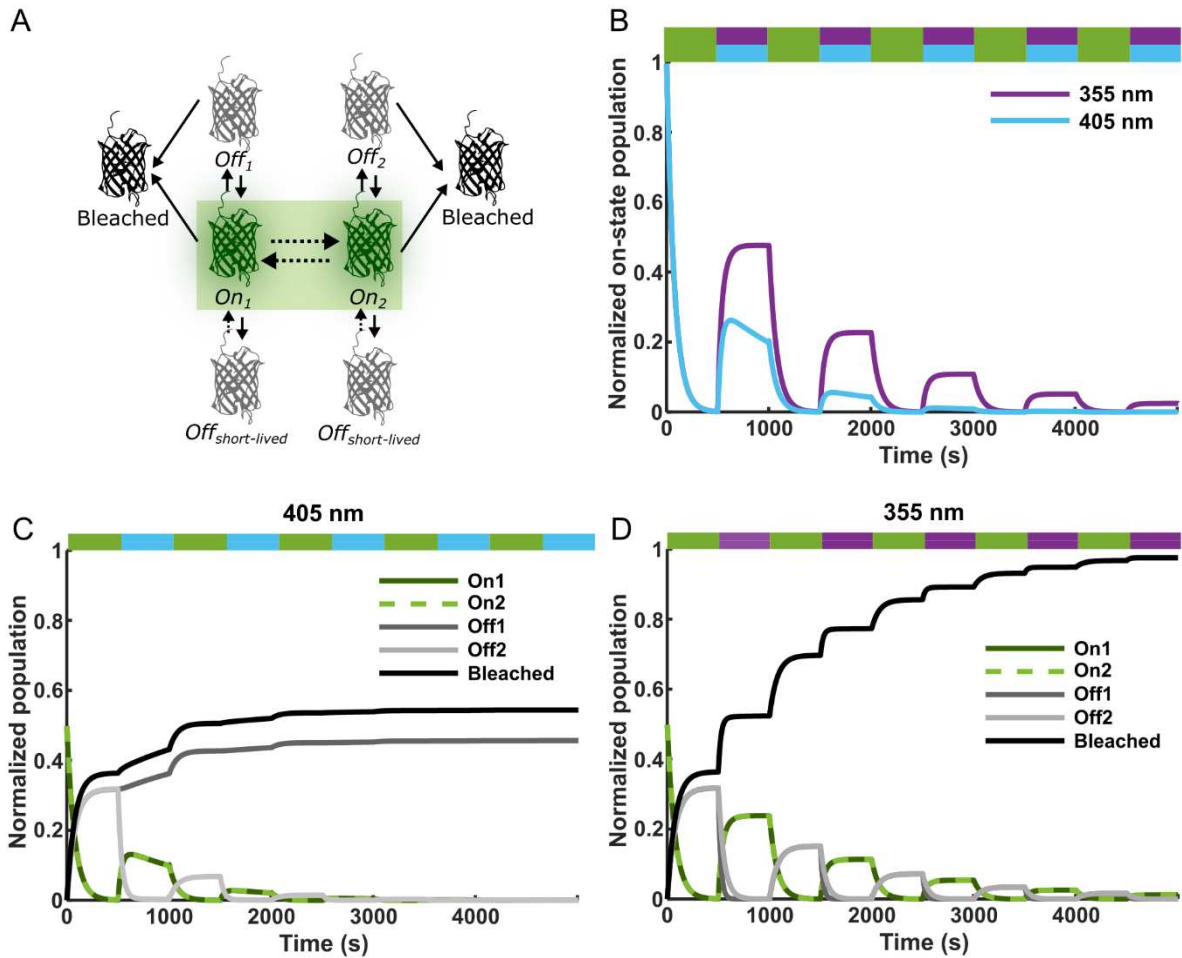 A
Off1
Off2
Bleached
Bleached
On1
On2
Offshort-lived
Offshort-lived
B
355 nm
405 nm
Normalized on-state population
1
0.8
0.6
0.4
0.2
0
0
1000
2000
3000
4000
Time (s)
C
405 nm
On1
On2
Off1
Off2
Bleached
Normalized population
1
0.8
0.6
0.4
0.2
0
0
1000
2000
3000
4000
Time (s)
D
355 nm
On1
On2
Off1
Off2
Bleached
Normalized population
1
0.8
0.6
0.4
0.2
0
0
1000
2000
3000
4000
Time (s)